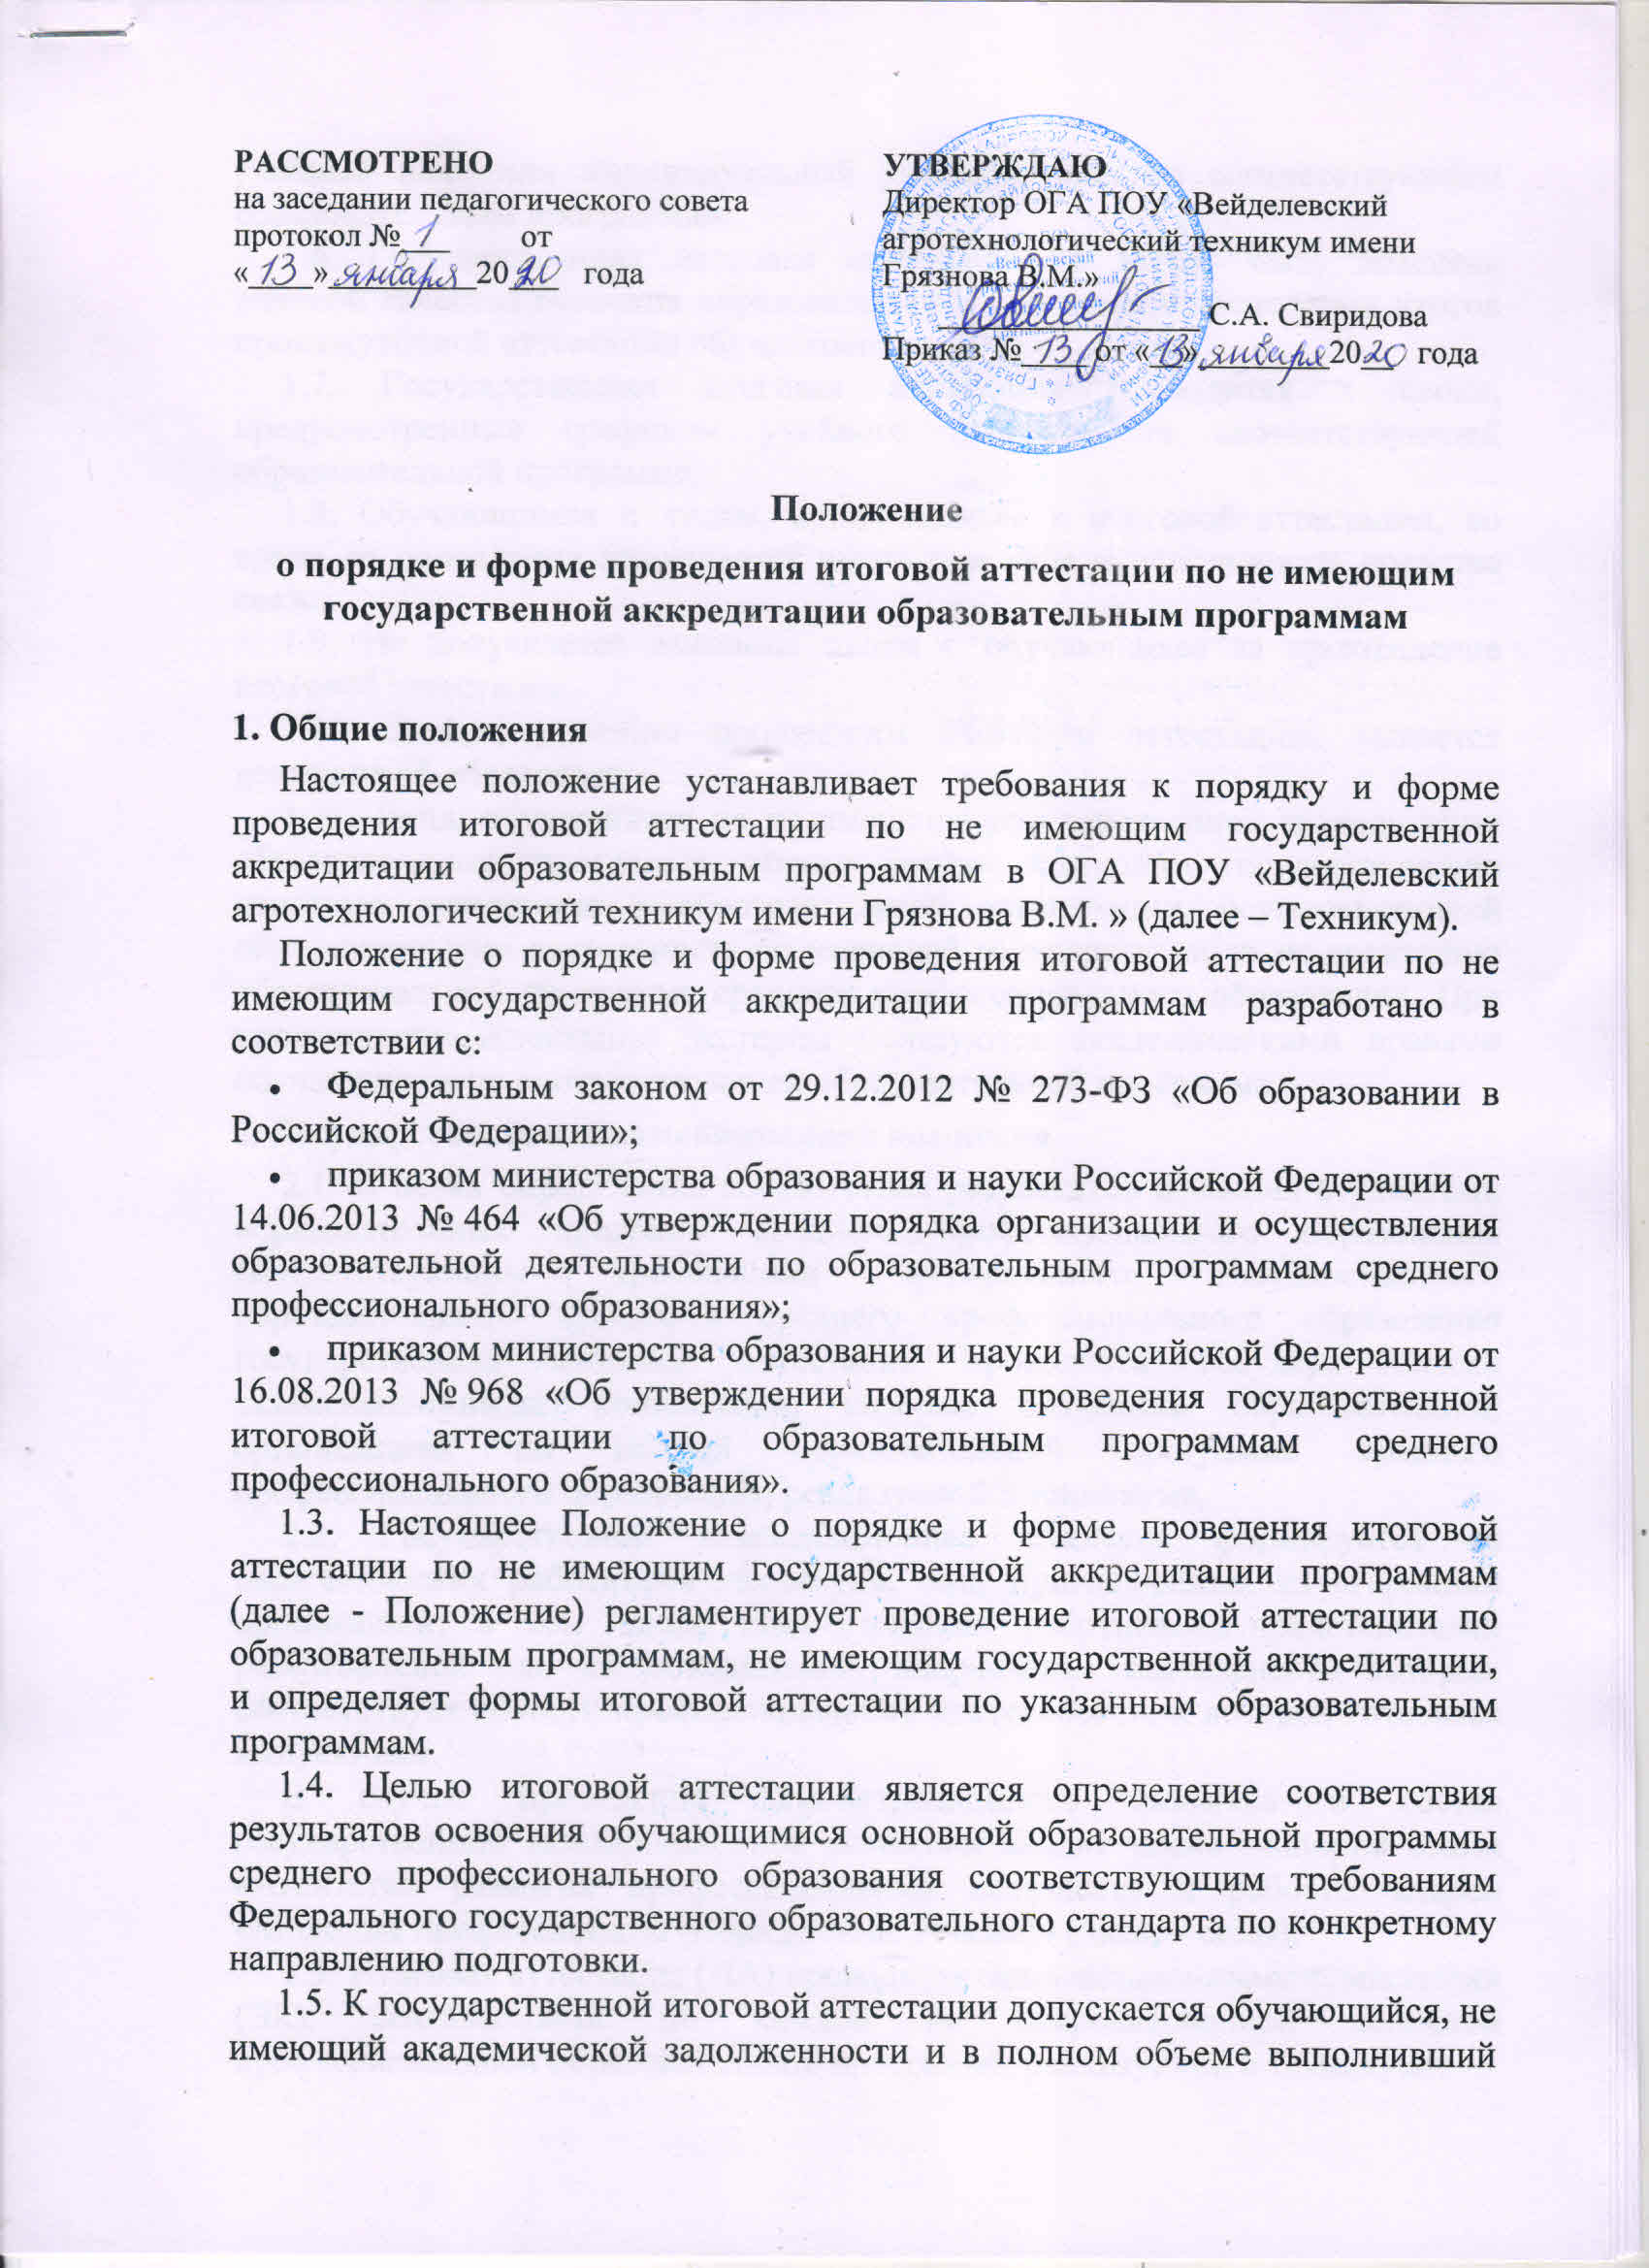 РАССМОТРЕНО
на заседании педагогического совета
протокол № 1 от
« 13 » января 2020 года
УТВЕРЖДАЮ
Директор ОГА ПОУ «Вейделевский
агротехнологический техникум имени
Грязнова В.М.»
С.А. Свиридова
Приказ № 13 от «13» января 2020 года
Положение
о порядке и форме проведения итоговой аттестации по не имеющим
государственной аккредитации образовательным программам
1. Общие положения
Настоящее положение устанавливает требования к порядку и форме
проведения итоговой аттестации по не имеющим государственной
аккредитации образовательным программам в ОГА ПОУ «Вейделевский
агротехнологический техникум имени Грязнова В.М. » (далее – Техникум).
Положение о порядке и форме проведения итоговой аттестации по не
имеющим государственной аккредитации программам разработано в
соответствии с:
• Федеральным законом от 29.12.2012 № 273-ФЗ «Об образовании в
Российской Федерации»;
• приказом министерства образования и науки Российской Федерации от
14.06.2013 № 464 «Об утверждении порядка организации и осуществления
образовательной деятельности по образовательным программам среднего
профессионального образования»;
• приказом министерства образования и науки Российской Федерации от
16.08.2013 № 968 «Об утверждении порядка проведения государственной
итоговой аттестации по образовательным программам среднего
профессионального образования».
1.3. Настоящее Положение о порядке и форме проведения итоговой
аттестации по не имеющим государственной аккредитации программам
(далее - Положение) регламентирует проведение итоговой аттестации по
образовательным программам, не имеющим государственной аккредитации,
и определяет формы итоговой аттестации по указанным образовательным
программам.
1.4. Целью итоговой аттестации является определение соответствия
результатов освоения обучающимися основной образовательной программы
среднего профессионального образования соответствующим требованиям
Федерального государственного образовательного стандарта по конкретному
направлению подготовки.
1.5. К государственной итоговой аттестации допускается обучающийся, не
имеющий академической задолженности и в полном объеме выполнивший